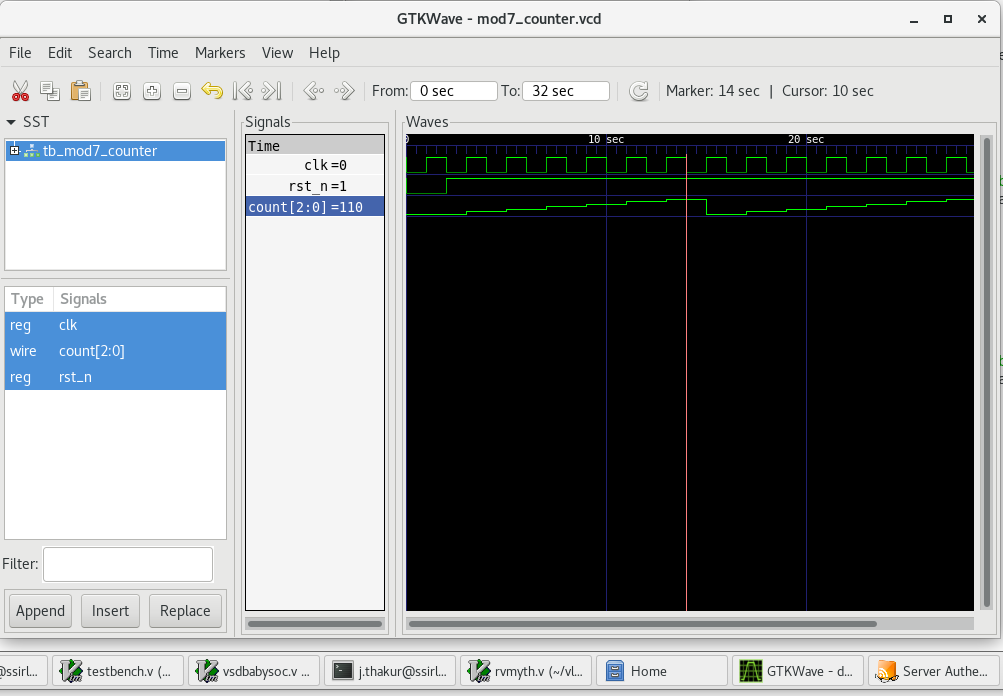 GTKWave - mod7_counter.vcd
File Edit Search Time Markers View Help
From: 0 sec To: 32 sec Marker: 14 sec | Cursor: 10 sec
SST
tb_mod7_counter
Type Signals
reg clk
wire count[2:0]
reg rst_n
Filter:
Append Insert Replace
Signals
Time
clk=0
rst_n=1
count[2:0]=110
Waves
0 10 sec 20 sec
@ssirl... testbench.v (... vsdbabysoc.v ... j.thakur@ssirl... rvmyth.v (~/vl... Home GTKWave - d... Server Authe...